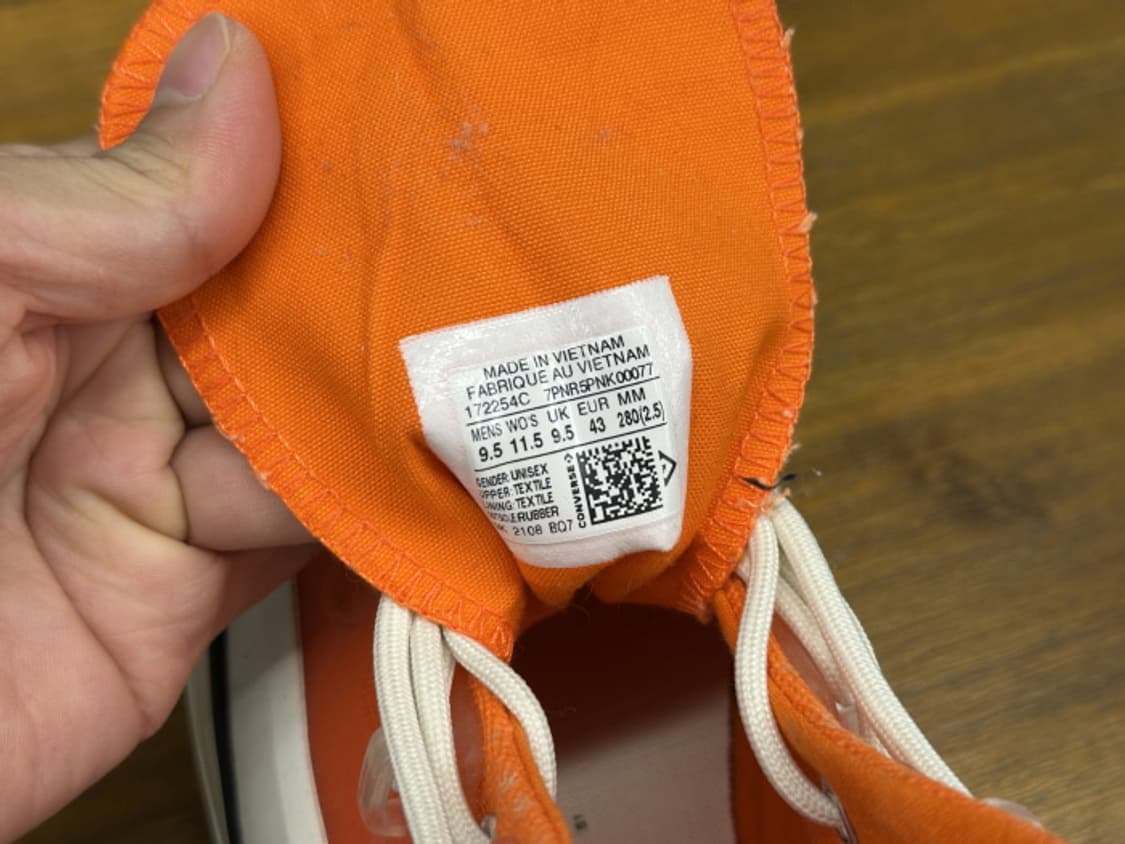 MADE IN VIETNAM
FABRIQUE AU VIETNAM
172254C 7PNR5PNK00077
MENS WO'S UK EUR MM
9.5 11.5 9.5 43 280(2.5)
GENDER: UNISEX
UPPER: TEXTILE
LINING: TEXTILE
RUBBER
2108 BQ7
CONVERSE